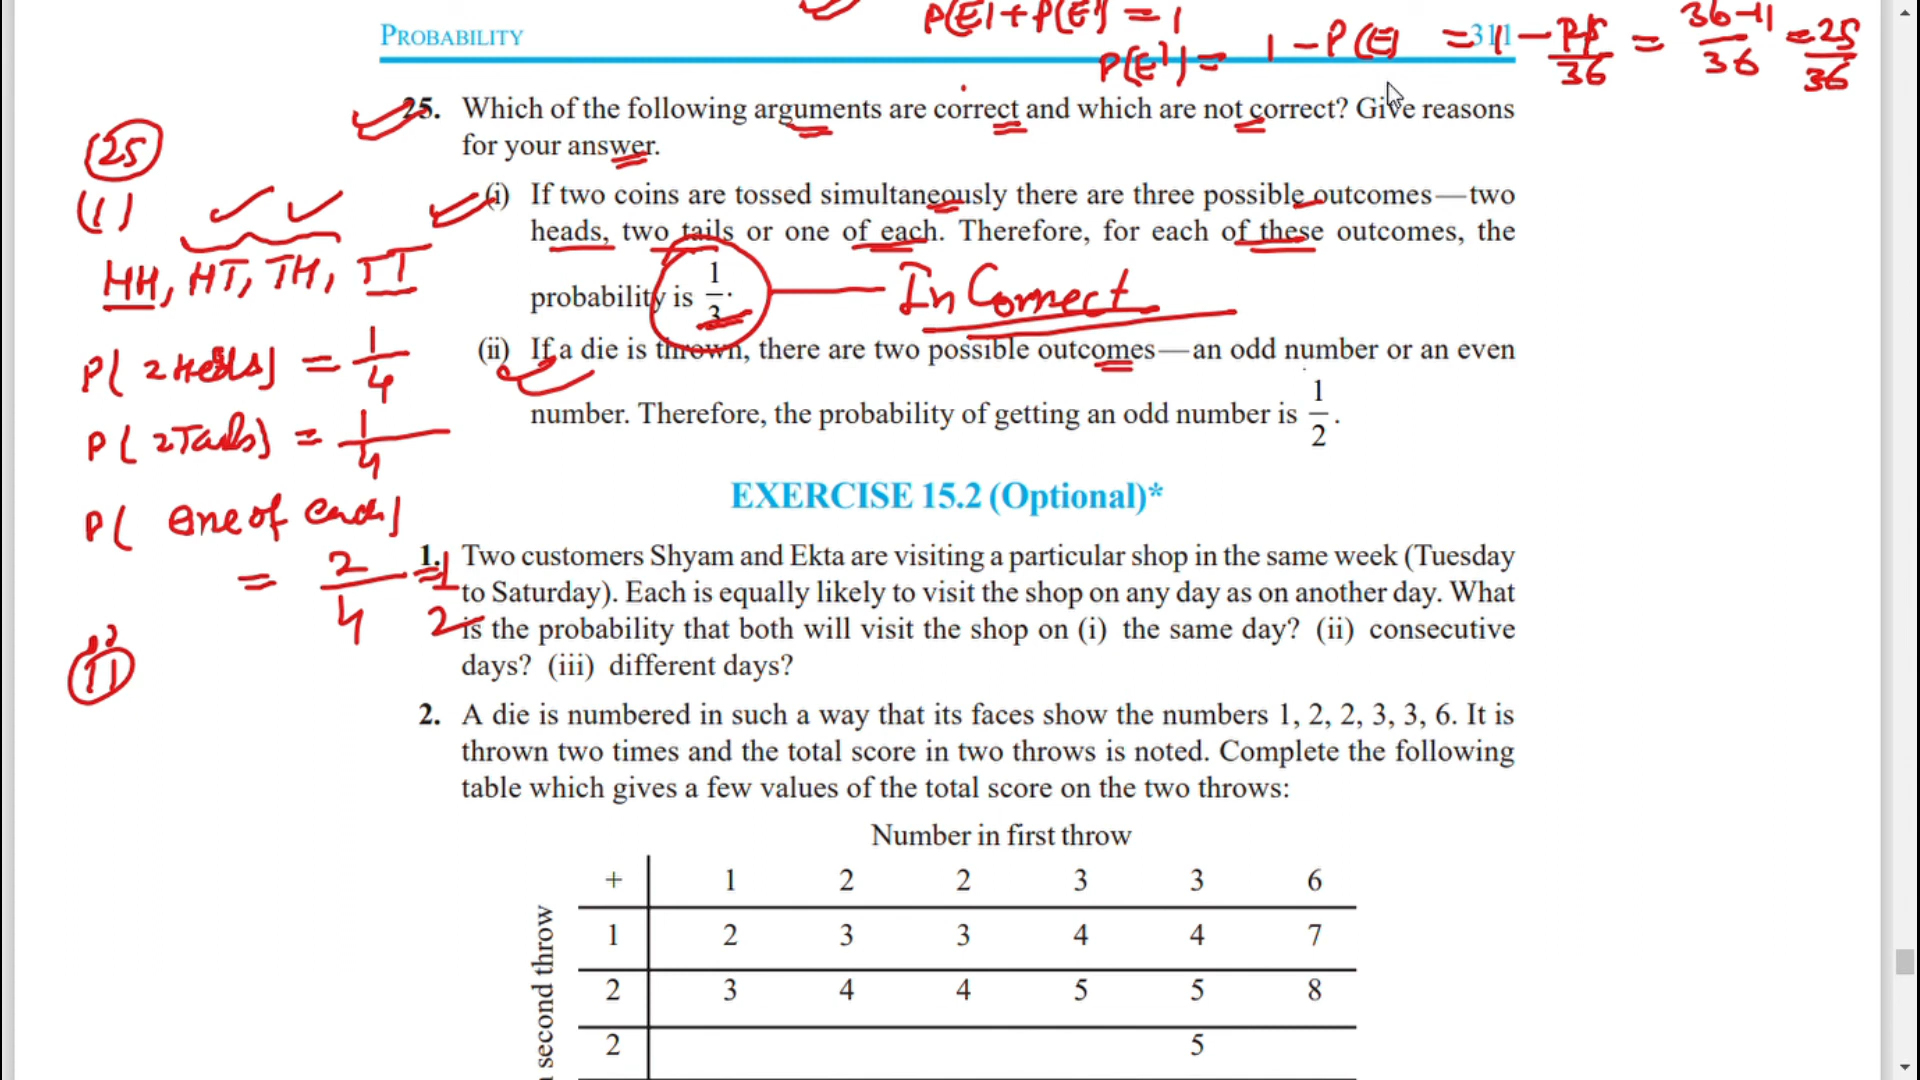 P(E) + P(E') = 1
PROBABILITY 311
P(E') = 1 - P(E) = 1 - 11/36 = 36-11/36 = 25/36
25. Which of the following arguments are correct and which are not correct? Give reasons
for your answer.
(i) If two coins are tossed simultaneously there are three possible outcomes—two
heads, two tails or one of each. Therefore, for each of these outcomes, the
probability is 1/3.
InCorrect
(ii) If a die is thrown, there are two possible outcomes—an odd number or an even
number. Therefore, the probability of getting an odd number is 1/2.
(25)
(i)
HH, HT, TH, TT
P( 2 Heads) = 1/4
P( 2 Tails) = 1/4
P( one of each)
= 2/4 = 1/2
(ii)
EXERCISE 15.2 (Optional)*
1. Two customers Shyam and Ekta are visiting a particular shop in the same week (Tuesday
to Saturday). Each is equally likely to visit the shop on any day as on another day. What
is the probability that both will visit the shop on (i) the same day? (ii) consecutive
days? (iii) different days?
2. A die is numbered in such a way that its faces show the numbers 1, 2, 2, 3, 3, 6. It is
thrown two times and the total score in two throws is noted. Complete the following
table which gives a few values of the total score on the two throws:
Number in first throw
second throw
+ 1 2 2 3 3 6
1 2 3 3 4 4 7
2 3 4 4 5 5 8
2 5